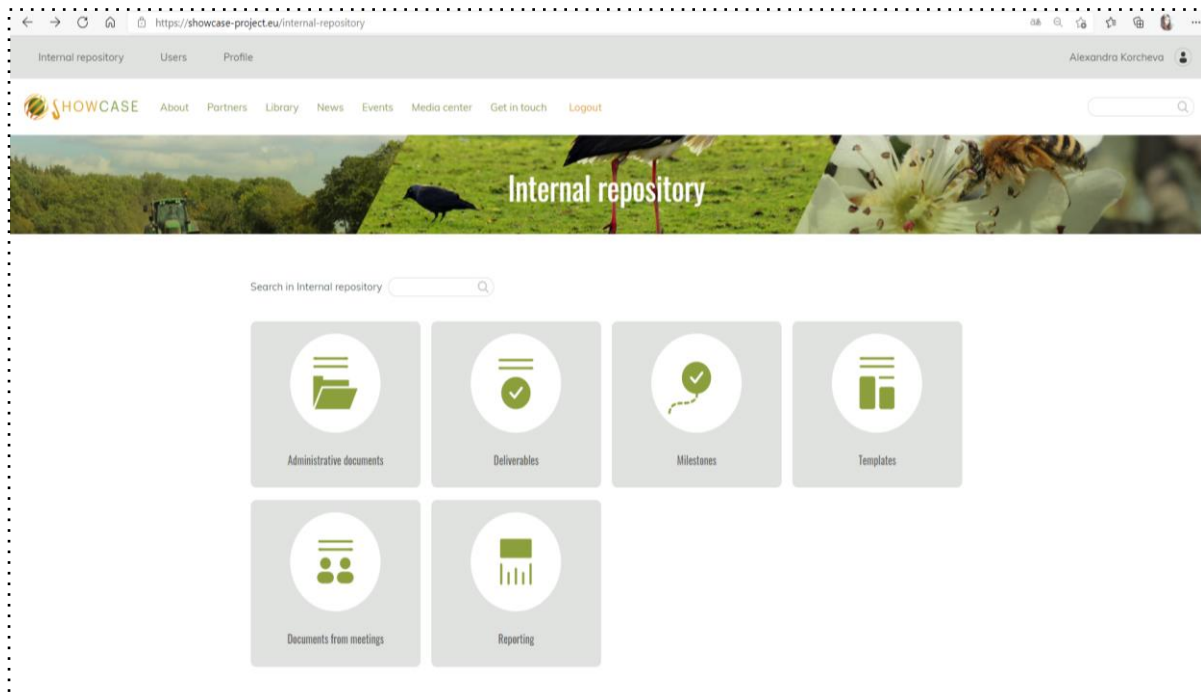 https://showcase-project.eu/internal-repository
Internal repository Users Profile Alexandra Korcheva
SHOWCASE About Partners Library News Events Media center Get in touch Logout
Internal repository
Search in Internal repository
Administrative documents Deliverables Milestones Templates
Documents from meetings Reporting